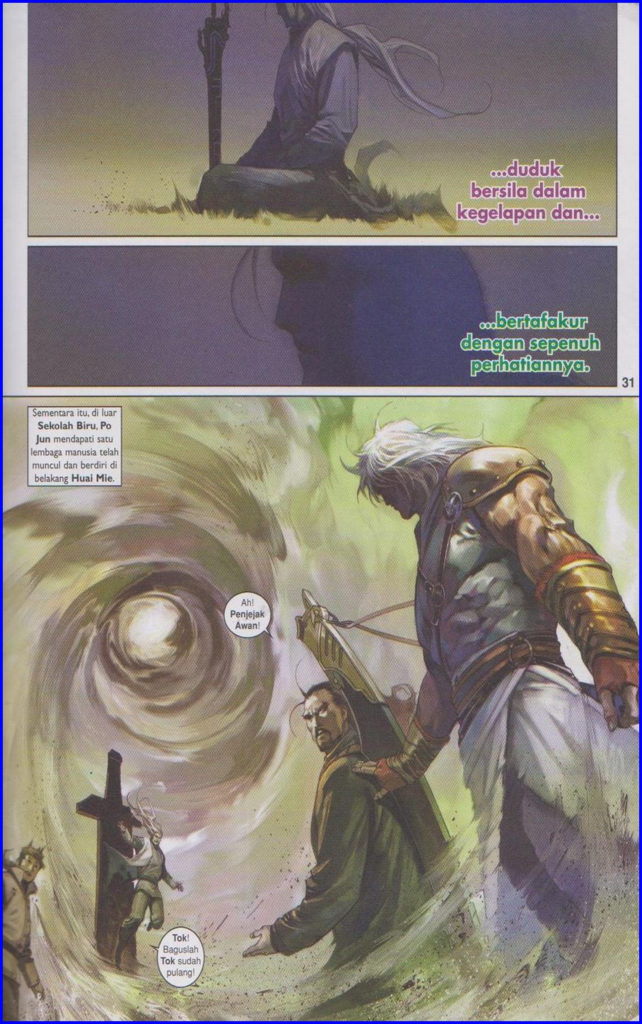 ...duduk
bersila dalam
kegelapan dan...
...bertafakur
dengan sepenuh
perhatiannya.
31
Sementara itu, di luar
Sekolah Biru, Po
Jun mendapati satu
lembaga manusia telah
muncul dan berdiri di
belakang Huai Mie.
Ah!
Penjejak
Awan!
Tok!
Baguslah
Tok sudah
pulang!